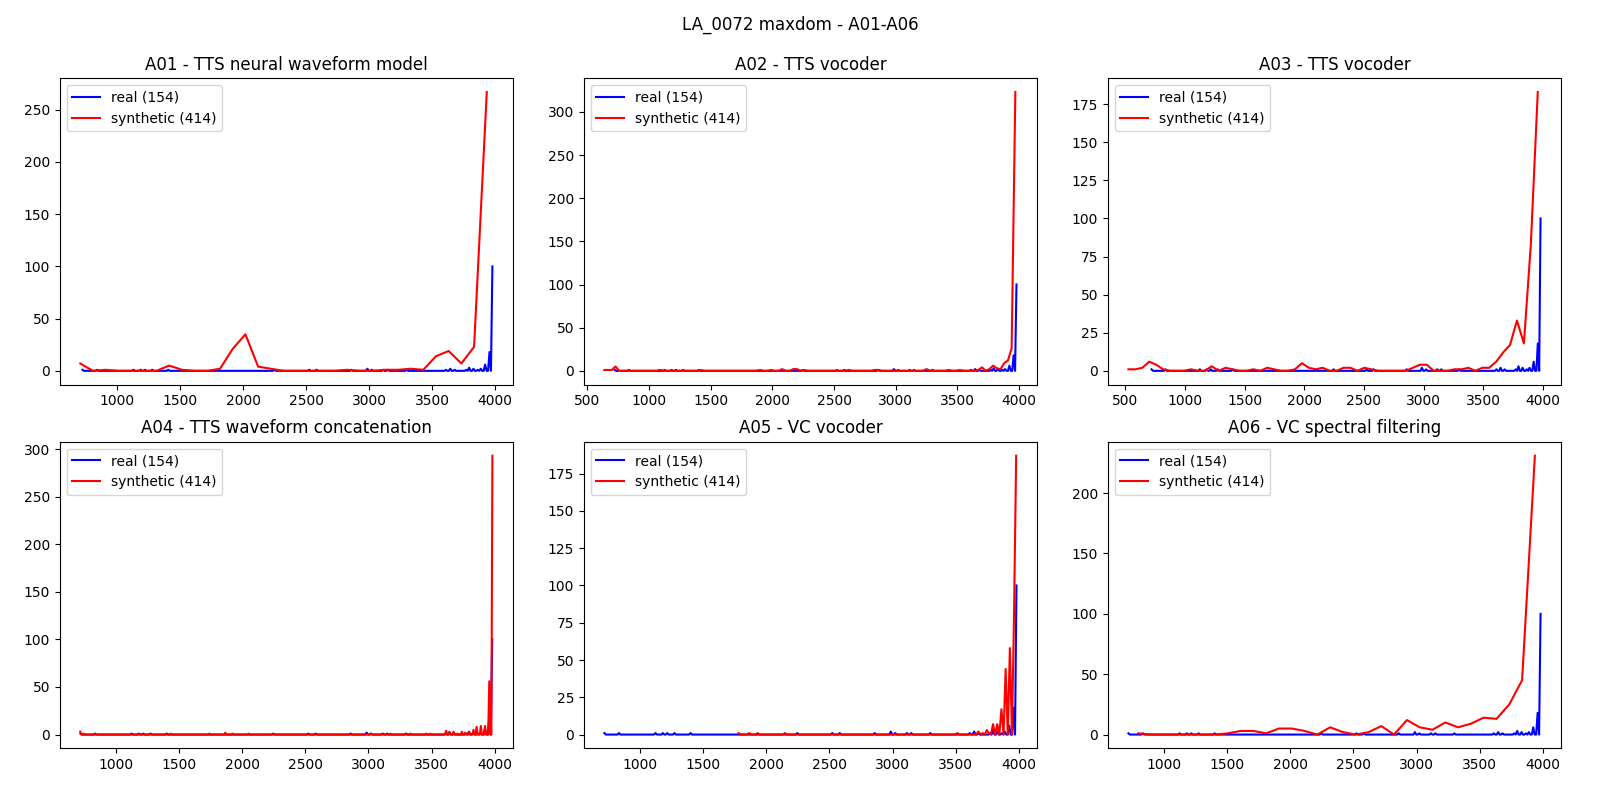 LA_0072 maxdom - A01-A06
A01 - TTS neural waveform model
real (154)
synthetic (414)
250
200
150
100
50
0
1000 1500 2000 2500 3000 3500 4000
A02 - TTS vocoder
real (154)
synthetic (414)
300
250
200
150
100
50
0
500 1000 1500 2000 2500 3000 3500 4000
A03 - TTS vocoder
real (154)
synthetic (414)
175
150
125
100
75
50
25
0
500 1000 1500 2000 2500 3000 3500 4000
A04 - TTS waveform concatenation
real (154)
synthetic (414)
300
250
200
150
100
50
0
1000 1500 2000 2500 3000 3500 4000
A05 - VC vocoder
real (154)
synthetic (414)
175
150
125
100
75
50
25
0
1000 1500 2000 2500 3000 3500 4000
A06 - VC spectral filtering
real (154)
synthetic (414)
200
150
100
50
0
1000 1500 2000 2500 3000 3500 4000